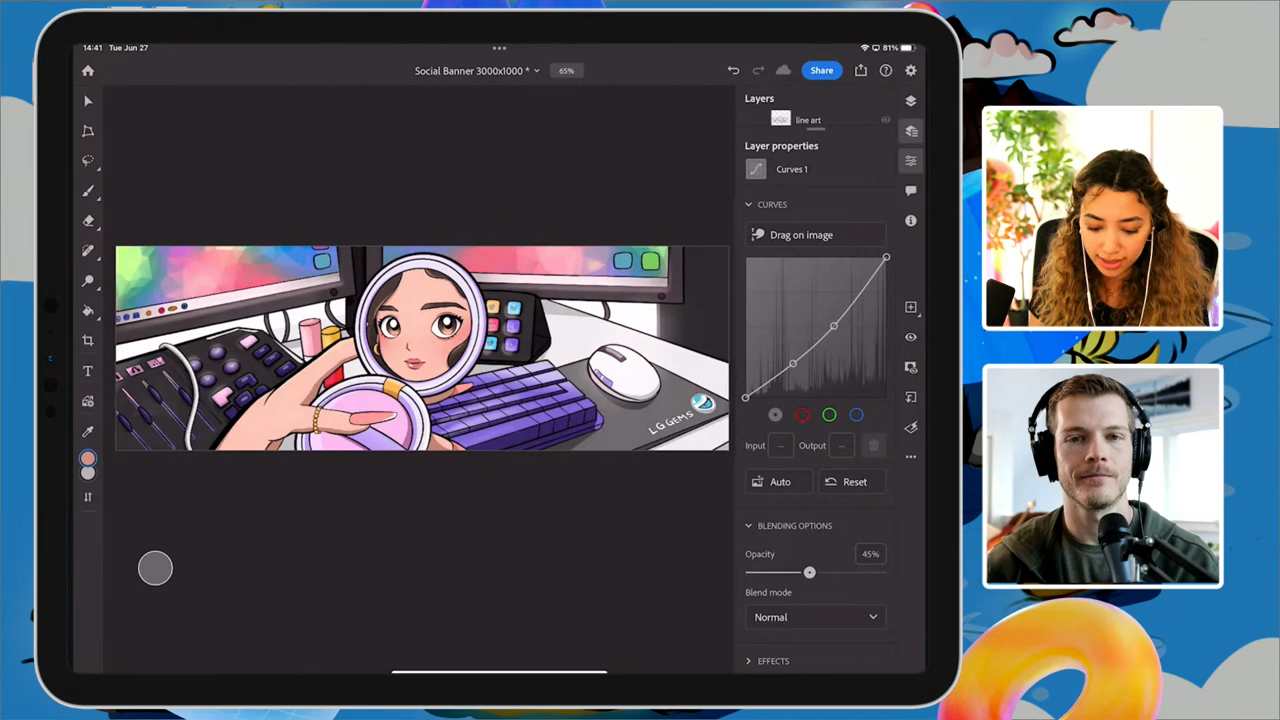 14:41 Tue Jun 27
81%
Social Banner 3000x1000 *
65%
Share
Layers
line art
Layer properties
Curves 1
CURVES
Drag on image
Input ... Output ...
Auto
Reset
BLENDING OPTIONS
Opacity
45%
Blend mode
Normal
EFFECTS
T
LG GEMS